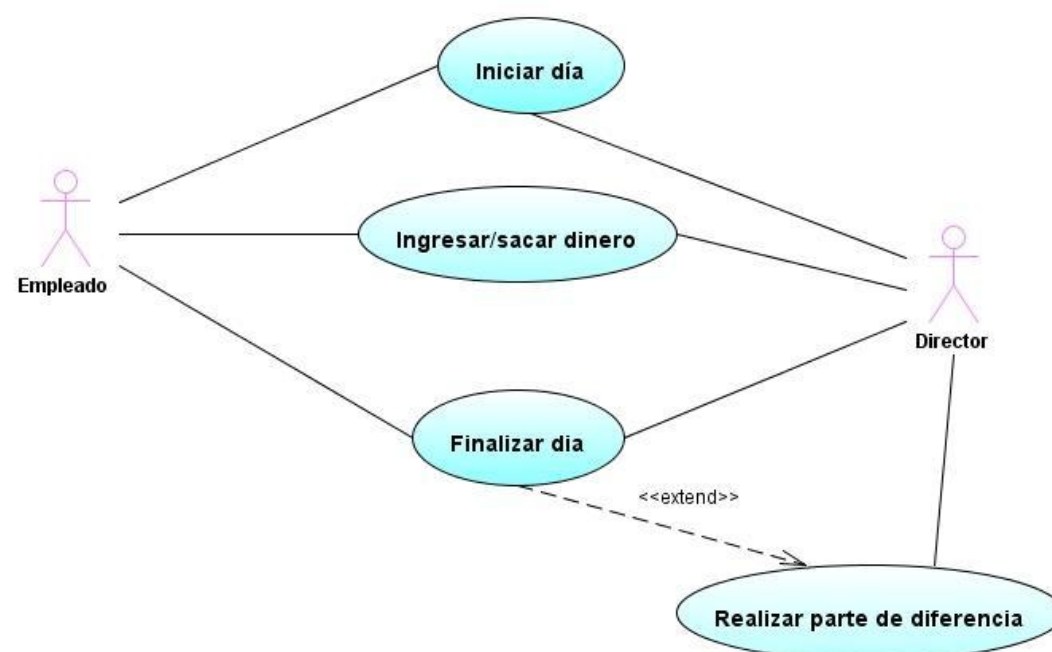 Iniciar día
Ingresar/sacar dinero
Empleado
Director
Finalizar dia
<<extend>>
Realizar parte de diferencia